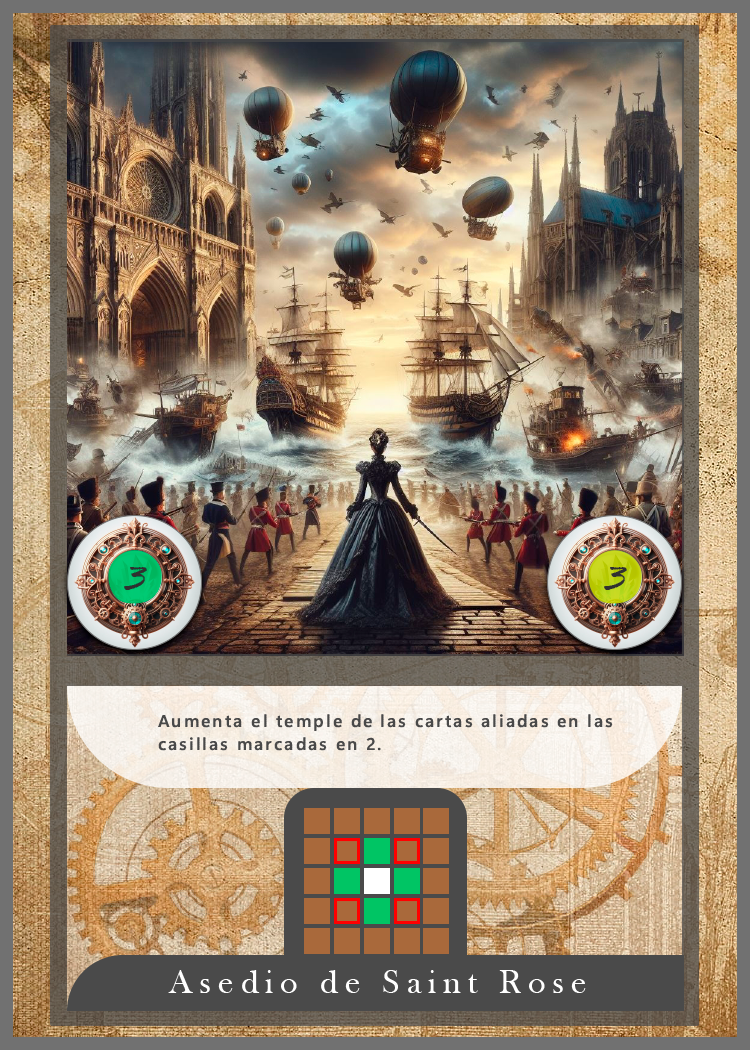 3
3
Aumenta el temple de las cartas aliadas en las
casillas marcadas en 2.
Asedio de Saint Rose